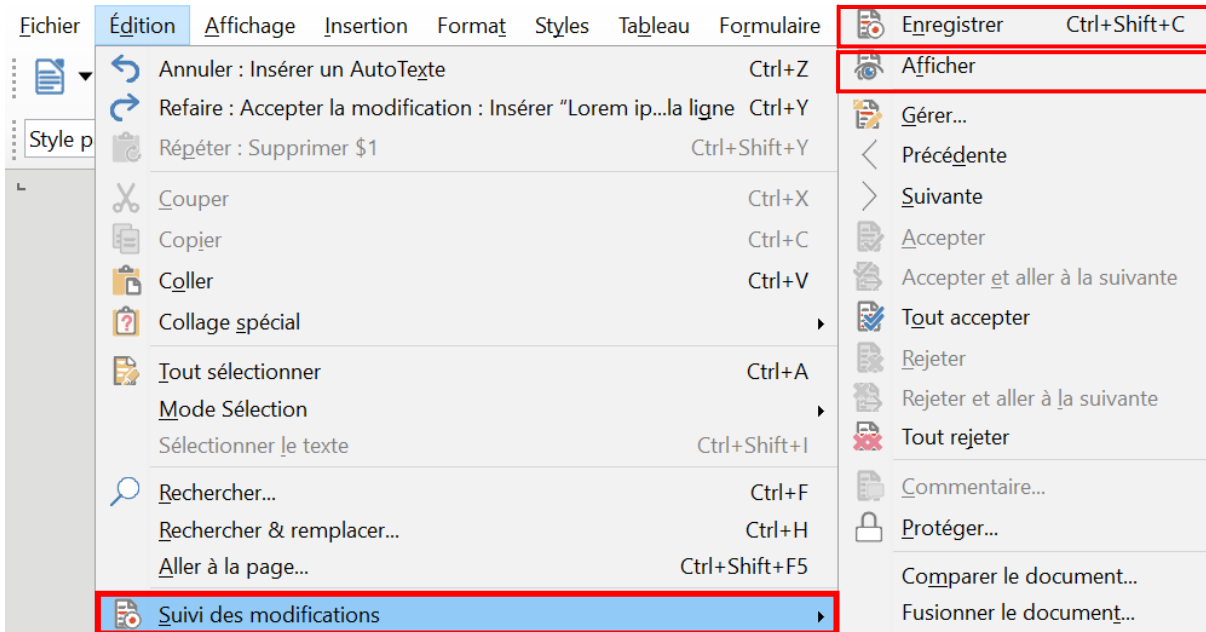 Fichier Édition Affichage Insertion Format Styles Tableau Formulaire
Style p
Annuler : Insérer un AutoTexte Ctrl+Z
Refaire : Accepter la modification : Insérer “Lorem ip...la ligne Ctrl+Y
Répéter : Supprimer $1 Ctrl+Shift+Y
Couper Ctrl+X
Copier Ctrl+C
Coller Ctrl+V
Collage spécial
Tout sélectionner Ctrl+A
Mode Sélection
Sélectionner le texte Ctrl+Shift+I
Rechercher... Ctrl+F
Rechercher & remplacer... Ctrl+H
Aller à la page... Ctrl+Shift+F5
Suivi des modifications
Enregistrer Ctrl+Shift+C
Afficher
Gérer...
Précédente
Suivante
Accepter
Accepter et aller à la suivante
Tout accepter
Rejeter
Rejeter et aller à la suivante
Tout rejeter
Commentaire...
Protéger...
Comparer le document...
Fusionner le document...